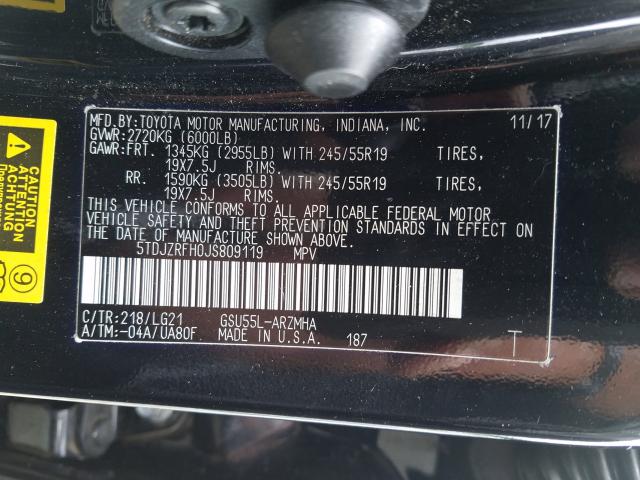 MFD.BY:TOYOTA MOTOR MANUFACTURING, INDIANA, INC. 11/17
GVWR:2720KG (6000LB)
GAWR:FRT. 1345KG (2955LB) WITH 245/55R19 TIRES,
19X7.5J RIMS.
RR. 1590KG (3505LB) WITH 245/55R19 TIRES,
19X7.5J RIMS.
THIS VEHICLE CONFORMS TO ALL APPLICABLE FEDERAL MOTOR
VEHICLE SAFETY AND THEFT PREVENTION STANDARDS IN EFFECT ON
THE DATE OF MANUFACTURE SHOWN ABOVE.
5TDJZRFH0JS809119 MPV
C/TR:218/LG21 GSU55L-ARZMHA
A/TM:-04A/UA80F MADE IN U.S.A. 187 T
CAUTION
ATTENTION
ACHTUNG
9